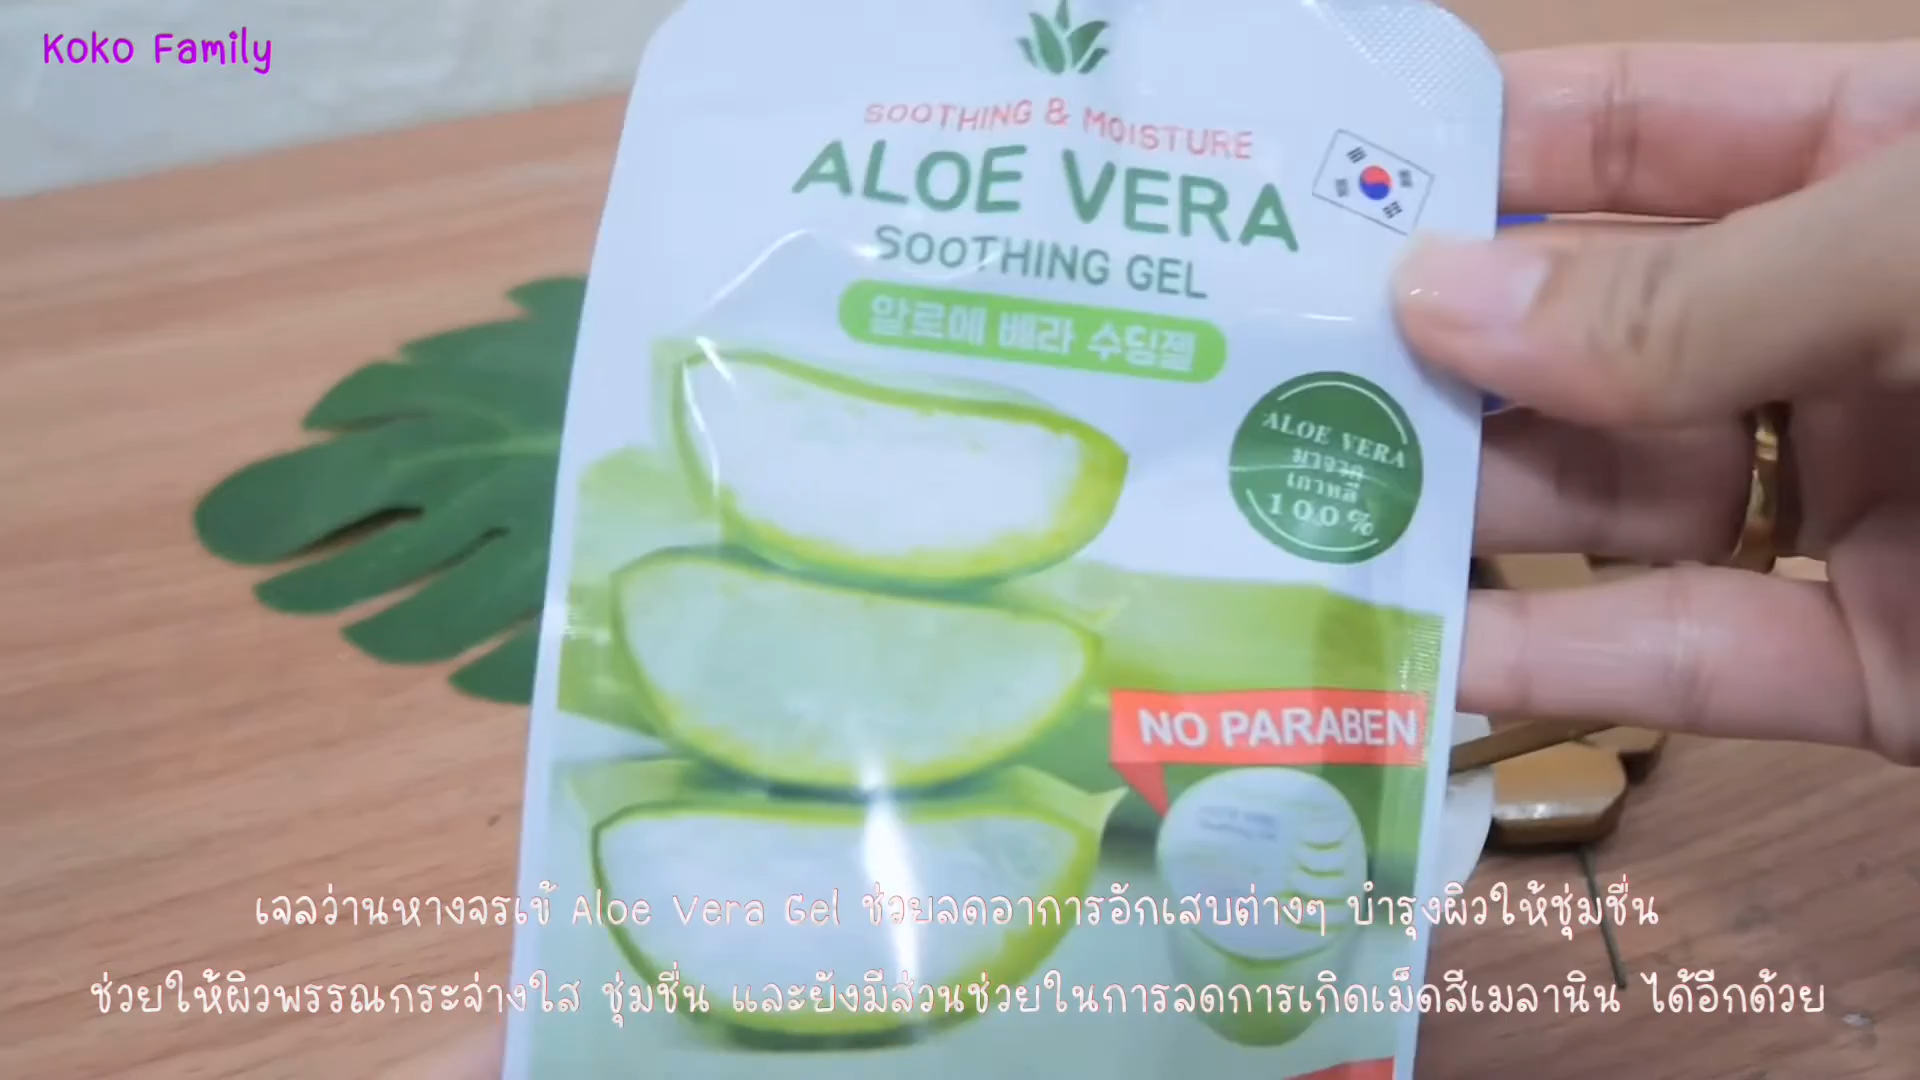 Koko Family
SOOTHING & MOISTURE
ALOE VERA
SOOTHING GEL
알로에 베라 수딩젤
ALOE VERA
มาจาก
เกาหลี
100%
NO PARABEN
เจลว่านหางจรเข้ Aloe Vera Gel ช่วยลดอาการอักเสบต่างๆ บำรุงผิวให้ชุ่มชื่น
ช่วยให้ผิวพรรณกระจ่างใส ชุ่มชื่น และยังมีส่วนช่วยในการลดการเกิดเม็ดสีเมลานิน ได้อีกด้วย